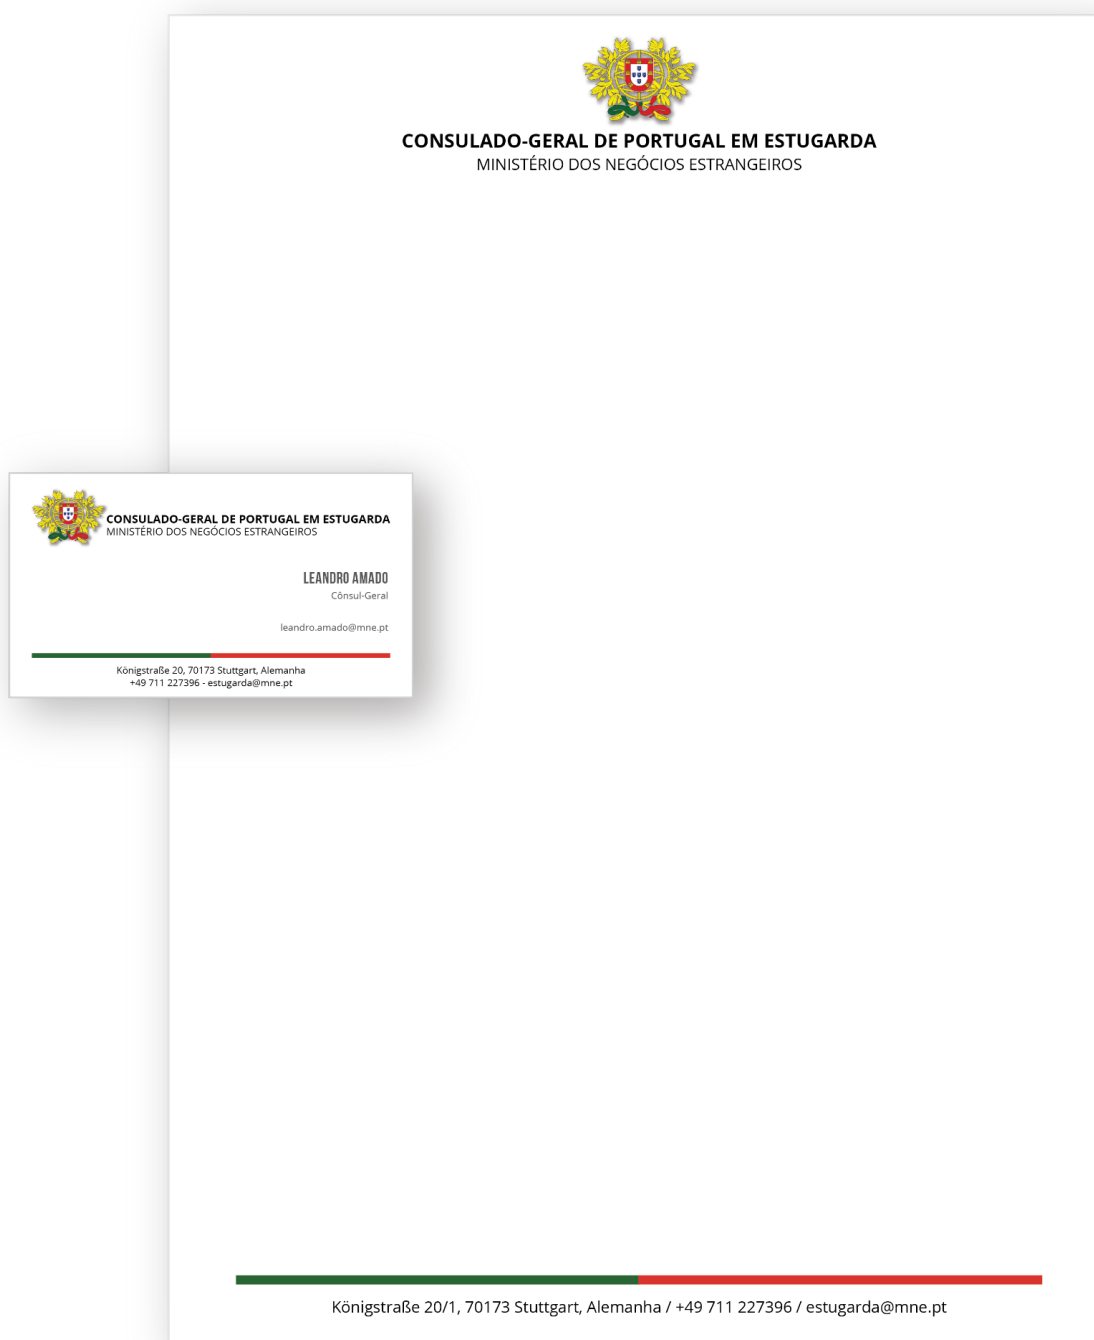 CONSULADO-GERAL DE PORTUGAL EM ESTUGARDA
MINISTÉRIO DOS NEGÓCIOS ESTRANGEIROS
CONSULADO-GERAL DE PORTUGAL EM ESTUGARDA
MINISTÉRIO DOS NEGÓCIOS ESTRANGEIROS
LEANDRO AMADO
Cônsul-Geral
leandro.amado@mne.pt
Königstraße 20, 70173 Stuttgart, Alemanha
+49 711 227396 - estugarda@mne.pt
Königstraße 20/1, 70173 Stuttgart, Alemanha / +49 711 227396 / estugarda@mne.pt